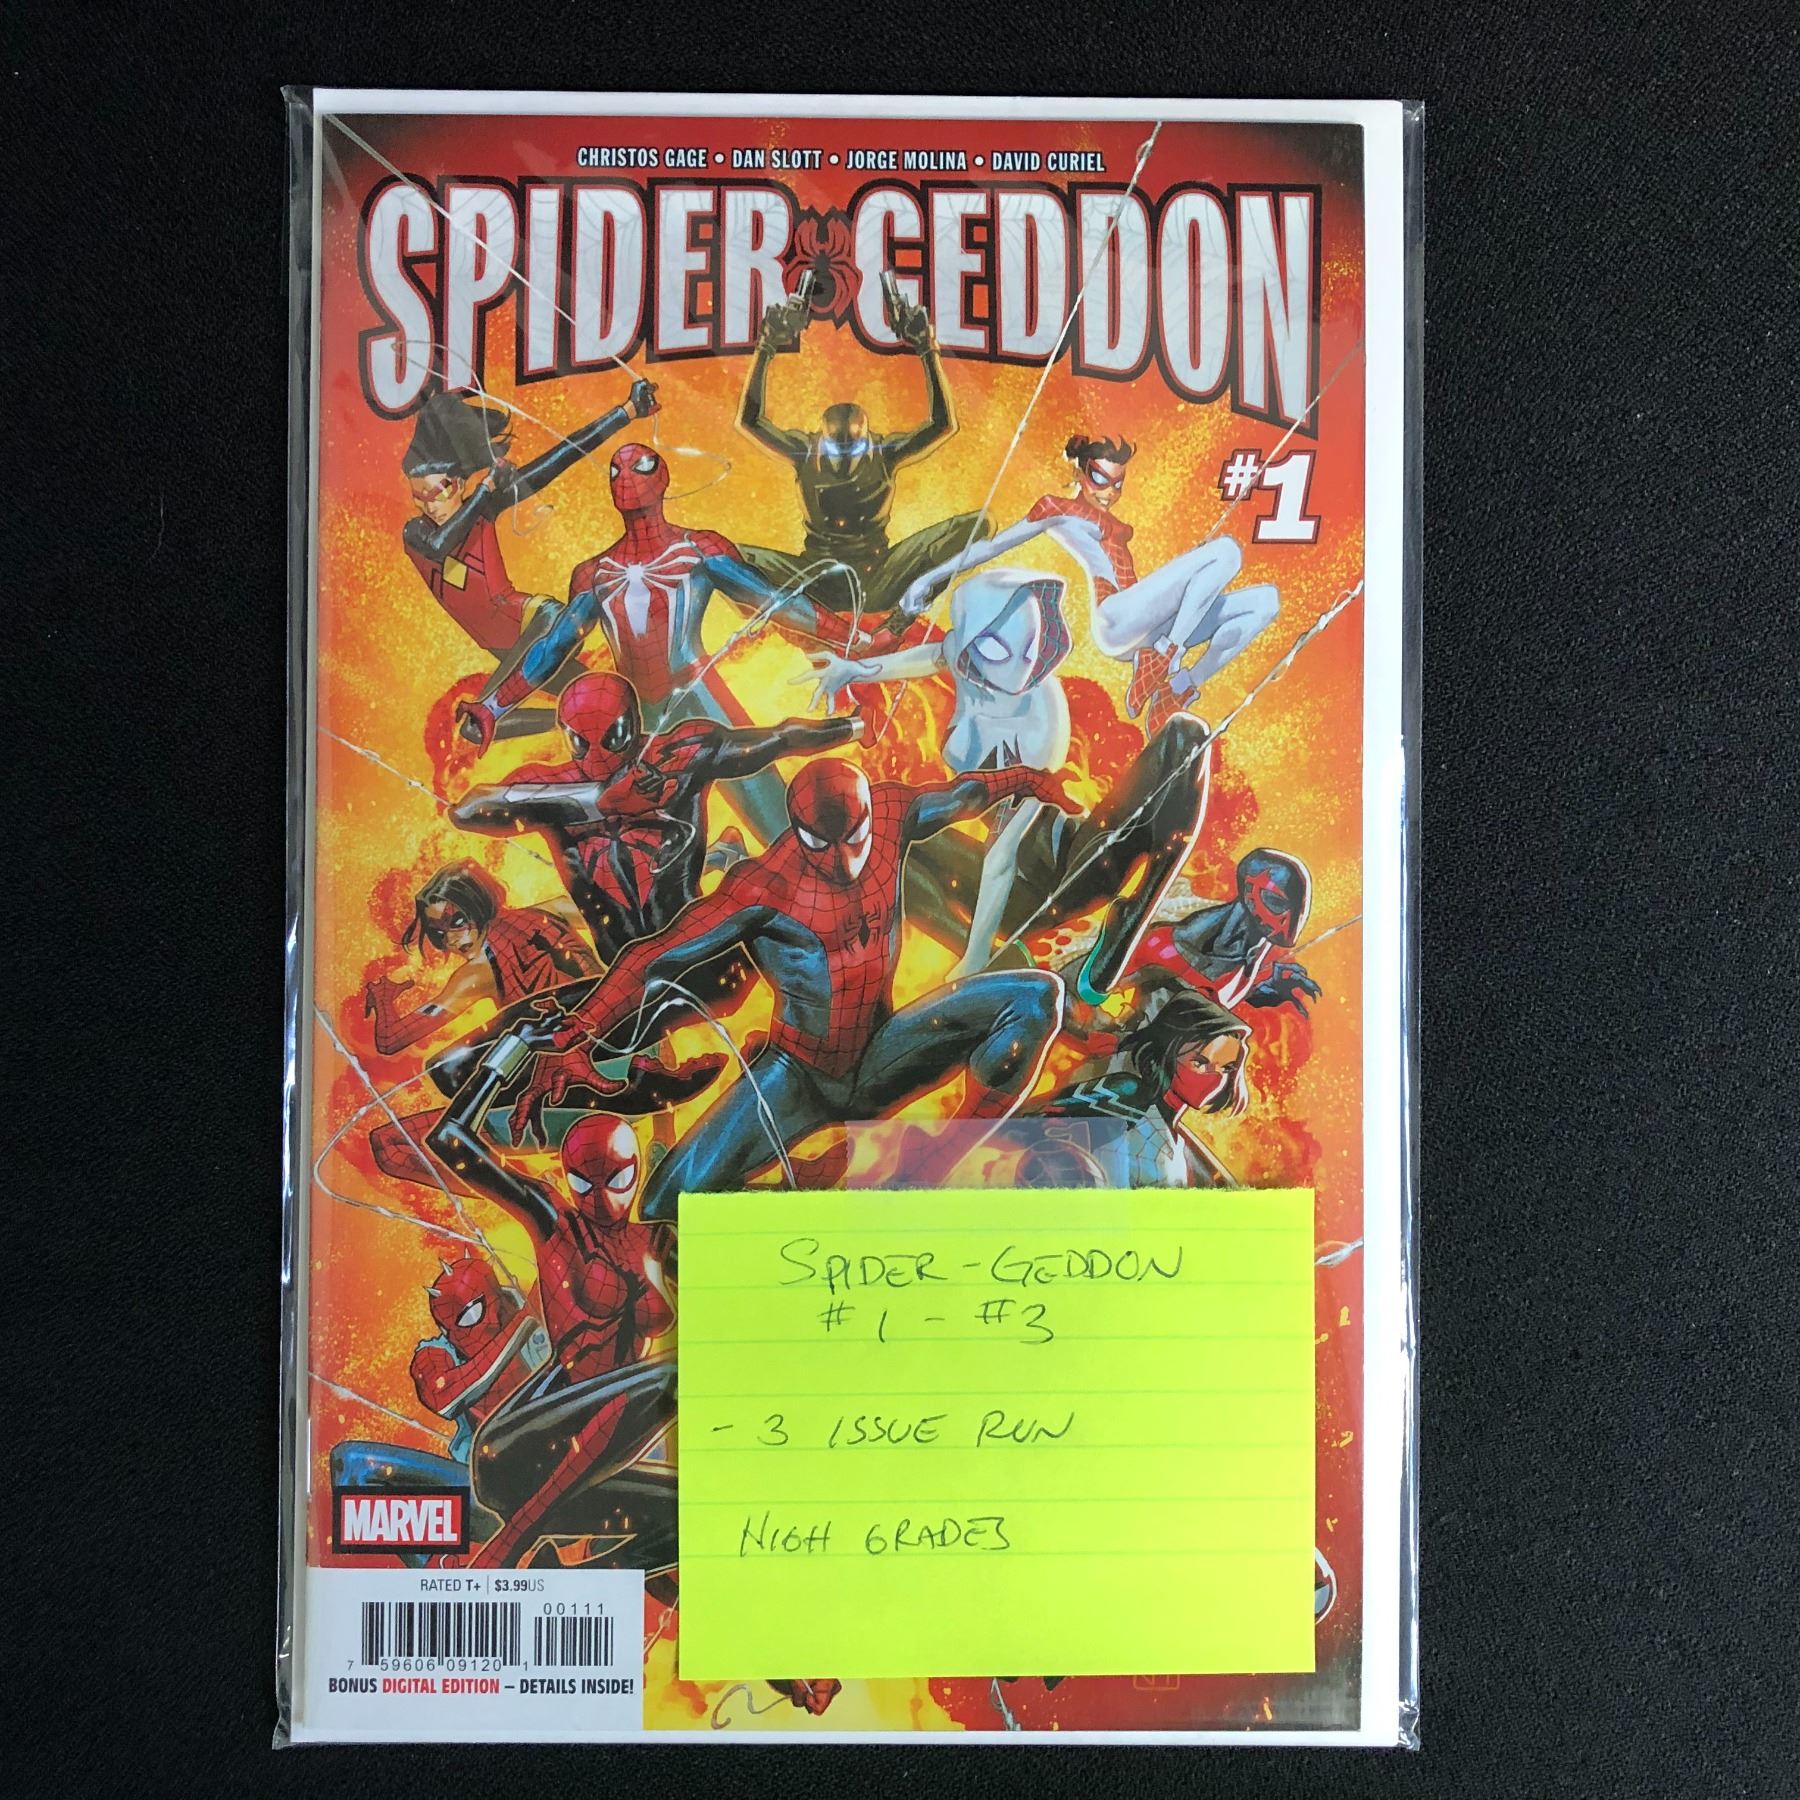 CHRISTOS GAGE • DAN SLOTT • JORGE MOLINA • DAVID CURIEL
SPIDER GEDDON
#1
SPIDER-GEDDON
#1 - #3
- 3 ISSUE RUN
HIGH GRADES
MARVEL
RATED T+ | $3.99US
00111
7 59606 09120 1
BONUS DIGITAL EDITION – DETAILS INSIDE!